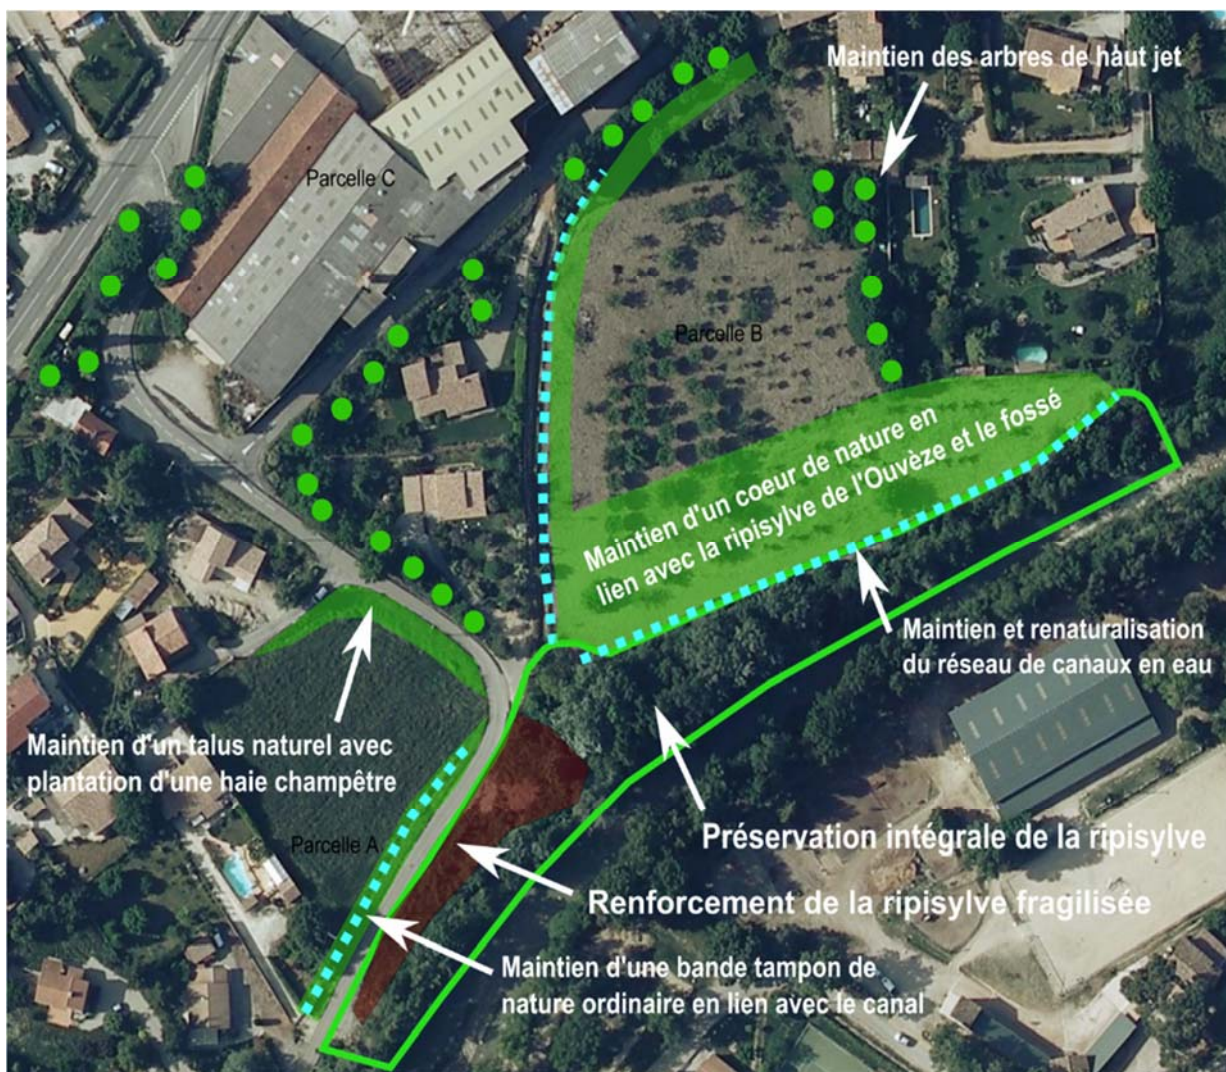 Maintien des arbres de haut jet
Parcelle C
Parcelle B
Maintien d'un coeur de nature en
lien avec la ripisylve de l'Ouvèze et le fossé
Maintien et renaturalisation
du réseau de canaux en eau
Maintien d'un talus naturel avec
plantation d'une haie champêtre
Parcelle A
Préservation intégrale de la ripisylve
Renforcement de la ripisylve fragilisée
Maintien d'une bande tampon de
nature ordinaire en lien avec le canal